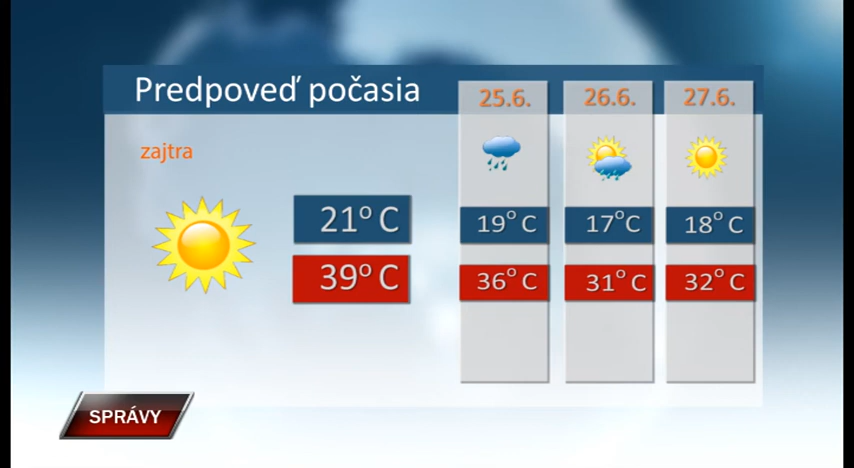 Predpoveď počasia
zajtra
21° C
39° C
25.6.
19° C
36° C
26.6.
17°C
31° C
27.6.
18° C
32° C
SPRÁVY